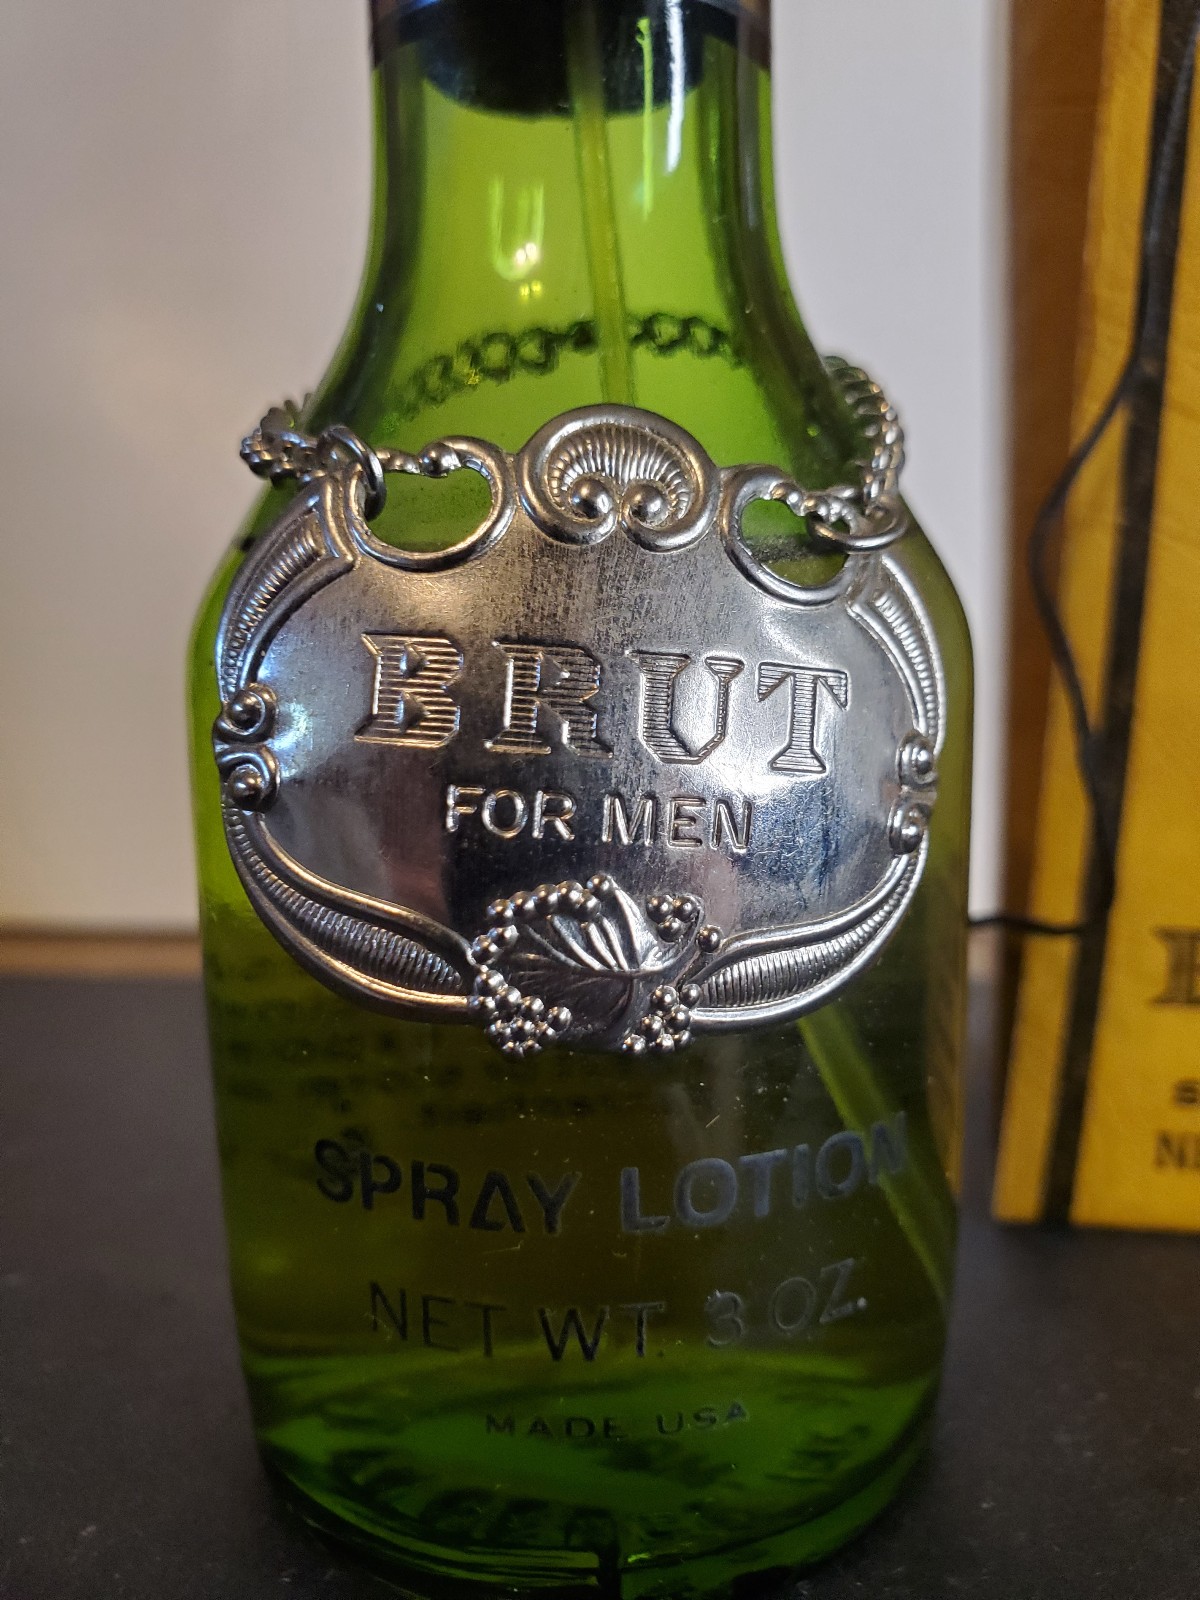 BRUT
FOR MEN
SPRAY LOTION
NET WT. 3 OZ.
MADE USA